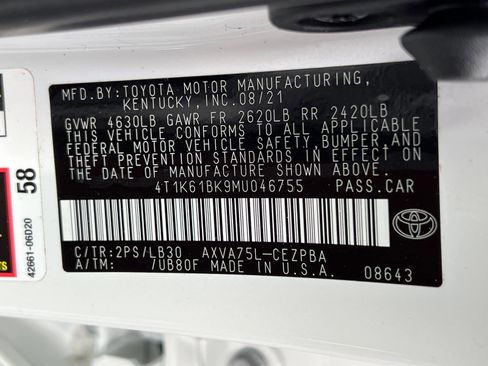 MFD.BY:TOYOTA MOTOR MANUFACTURING,
KENTUCKY,INC.08/21
GVWR 4630LB GAWR FR 2620LB RR 2420LB
THIS VEHICLE CONFORMS TO ALL APPLICABLE
FEDERAL MOTOR VEHICLE SAFETY,BUMPER,AND
THEFT PREVENTION STANDARDS IN EFFECT ON
THE DATE OF MANUFACTURE SHOWN ABOVE.
4T1K61BK9MU046755 PASS.CAR
C/TR:2PS/LB30 AXVA75L-CEZPBA
A/TM: /UB80F MADE IN U.S.A. 08643
58
42661-06D20